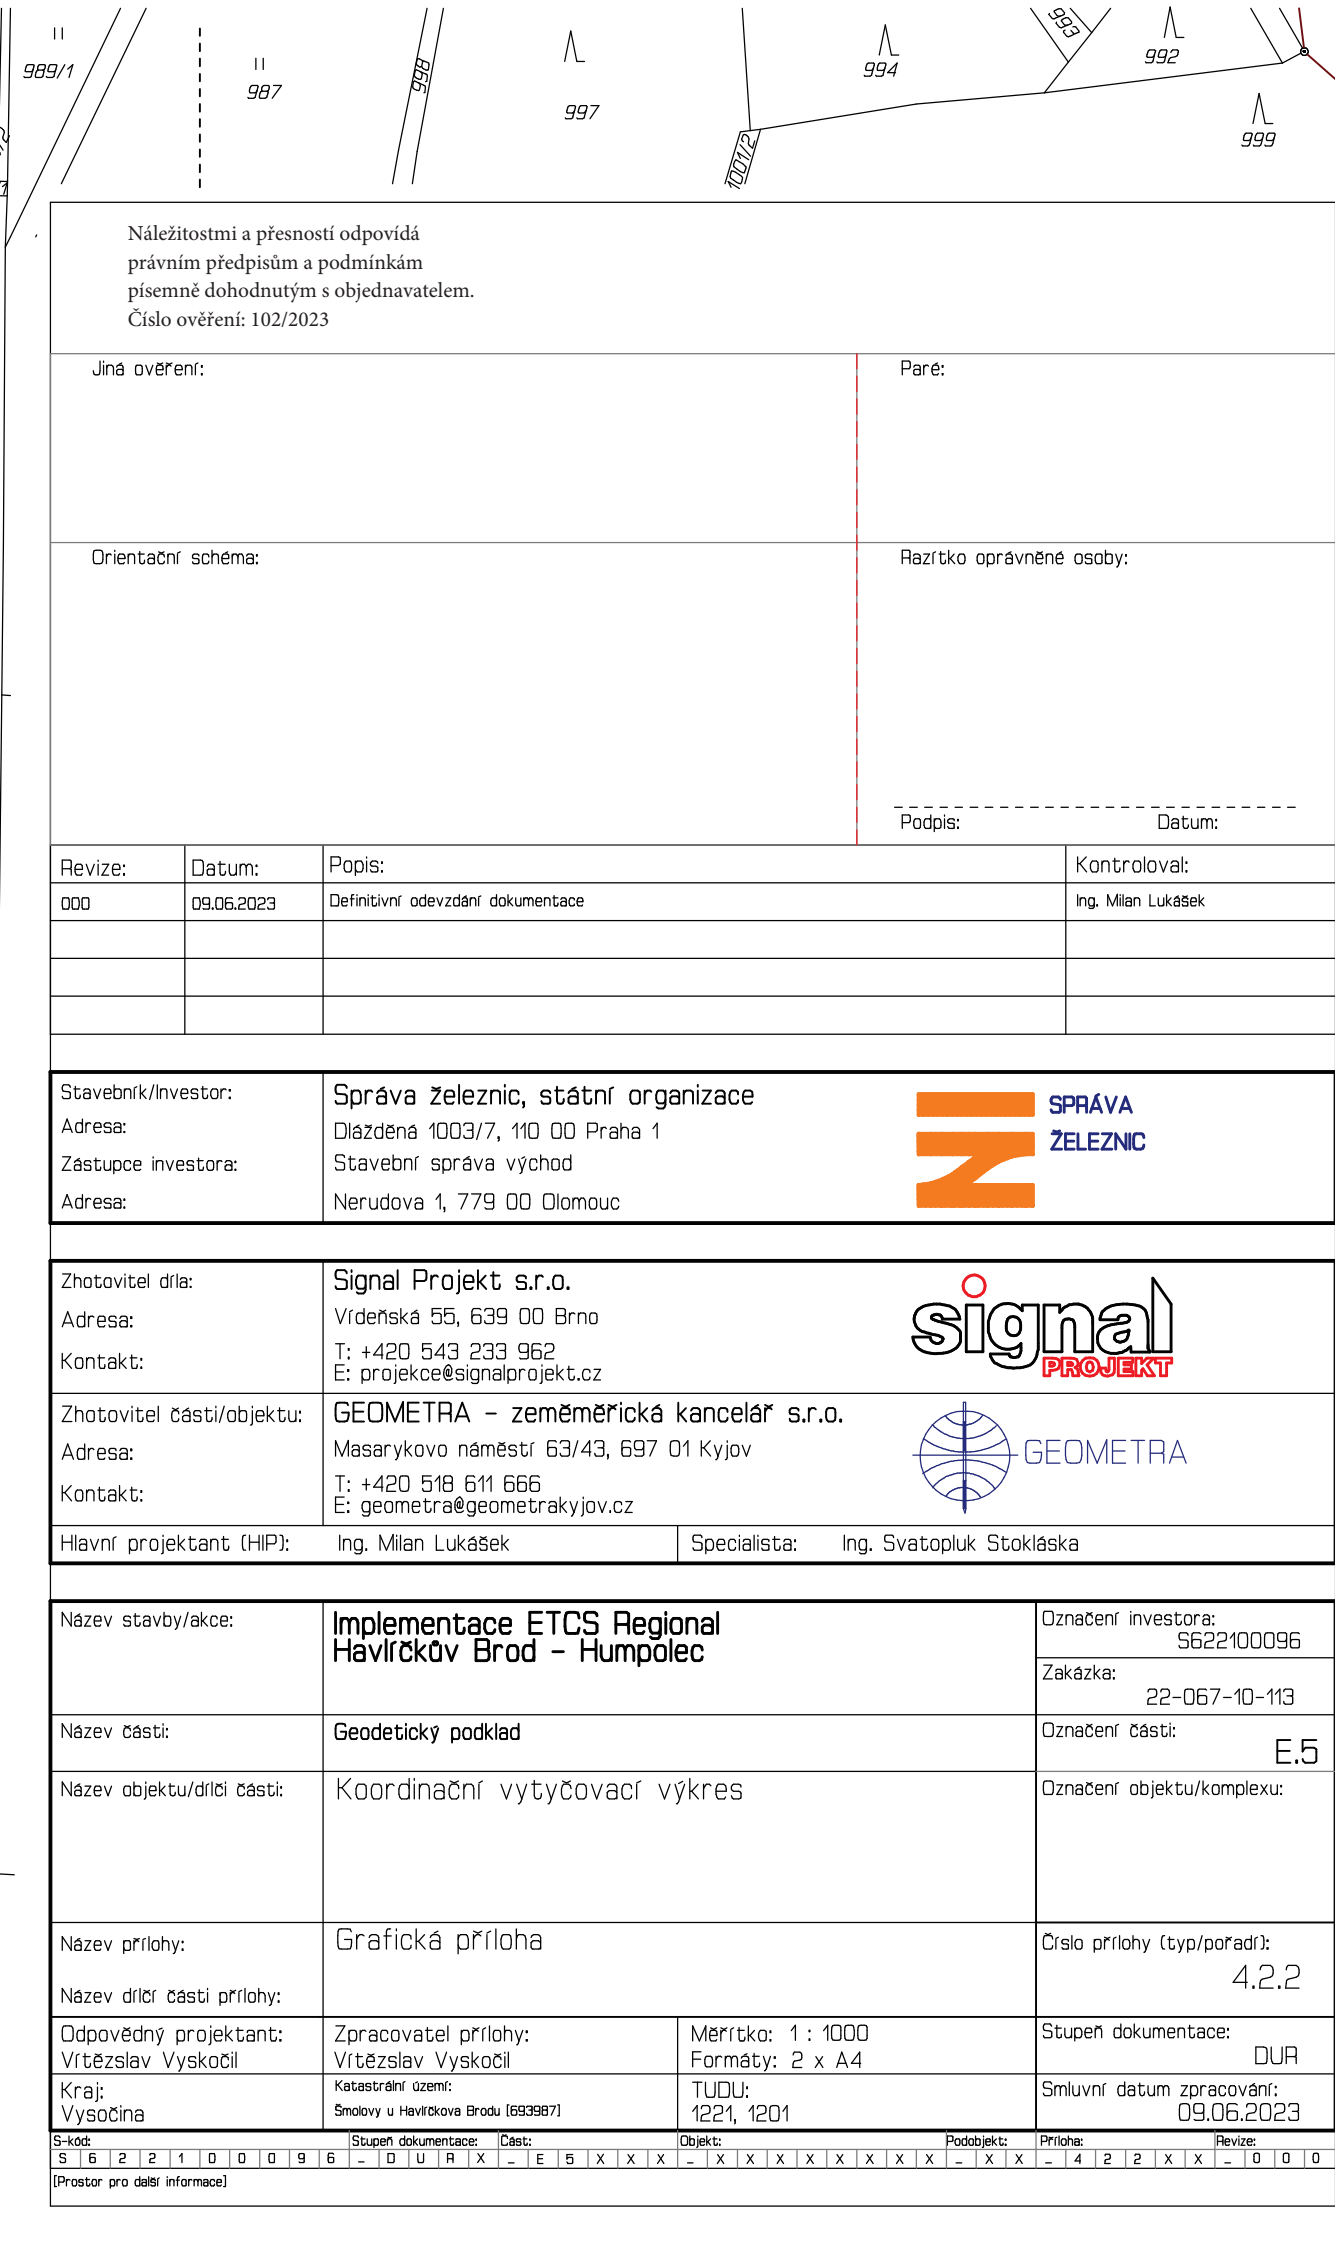 989/1
987
998
997
994
993
992
999
1001/2
Náležitostmi a přesností odpovídá
právním předpisům a podmínkám
písemně dohodnutým s objednavatelem.
Číslo ověření: 102/2023
Jiná ověření:
Paré:
Orientační schéma:
Razítko oprávněné osoby:
Podpis: Datum:
Revize: Datum: Popis: Kontroloval:
000 09.06.2023 Definitivní odevzdání dokumentace Ing. Milan Lukášek
Stavebník/Investor: Správa železnic, státní organizace
Adresa: Dlážděná 1003/7, 110 00 Praha 1
Zástupce investora: Stavební správa východ
Adresa: Nerudova 1, 779 00 Olomouc
SPRÁVA
ŽELEZNIC
Zhotovitel díla: Signal Projekt s.r.o.
Adresa: Vídeňská 55, 639 00 Brno
Kontakt: T: +420 543 233 962
E: projekce@signalprojekt.cz
signal
PROJEKT
Zhotovitel části/objektu: GEOMETRA - zeměměřická kancelář s.r.o.
Adresa: Masarykovo náměstí 63/43, 697 01 Kyjov
Kontakt: T: +420 518 611 666
E: geometra@geometrakyjov.cz
GEOMETRA
Hlavní projektant (HIP): Ing. Milan Lukášek Specialista: Ing. Svatopluk Stokláska
Název stavby/akce: Implementace ETCS Regional
Havlíčkův Brod - Humpolec
Označení investora:
S622100096
Zakázka:
22-067-10-113
Název části: Geodetický podklad
Označení části:
E.5
Název objektu/dílči části: Koordinační vytyčovací výkres
Označení objektu/komplexu:
Název přílohy: Grafická příloha
Číslo přílohy (typ/pořadí):
4.2.2
Název dílčí části přílohy:
Odpovědný projektant: Zpracovatel přílohy: Měřítko: 1 : 1000 Stupeň dokumentace:
Vítězslav Vyskočil Vítězslav Vyskočil Formáty: 2 x A4 DUR
Kraj: Katastrální území: TUDU: Smluvní datum zpracování:
Vysočina Šmolovy u Havlíčkova Brodu [693987] 1221, 1201 09.06.2023
S-kód: Stupeň dokumentace: Část: Objekt: Podobjekt: Příloha: Revize:
S 6 2 2 1 0 0 0 9 6 _ D U R X _ E 5 X X X _ X X X X X X X X _ X X _ 4 2 2 X X _ 0 0 0
[Prostor pro další informace]